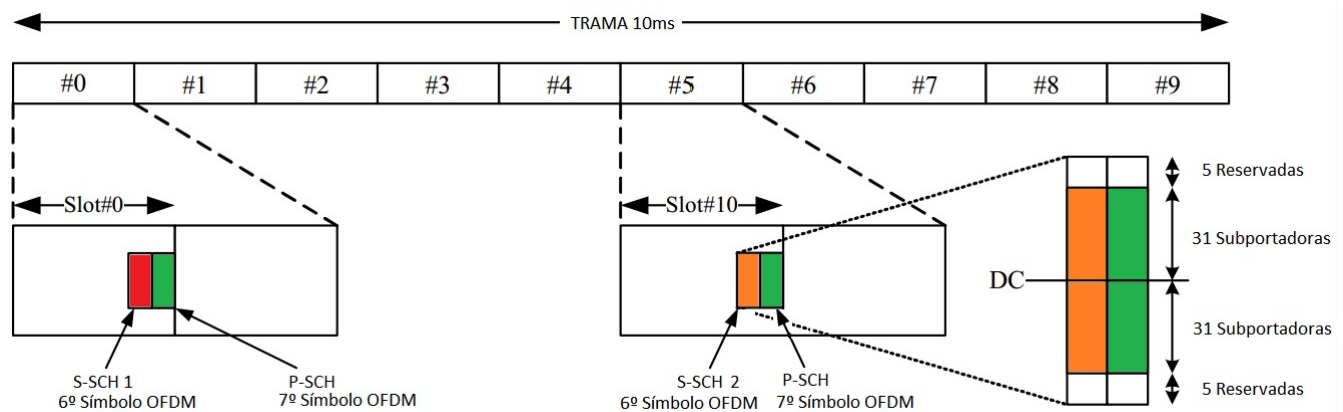 TRAMA 10ms
#0 #1 #2 #3 #4 #5 #6 #7 #8 #9
Slot#0
Slot#10
5 Reservadas
31 Subportadoras
DC
31 Subportadoras
5 Reservadas
S-SCH 1
6º Símbolo OFDM
P-SCH
7º Símbolo OFDM
S-SCH 2
6º Símbolo OFDM
P-SCH
7º Símbolo OFDM